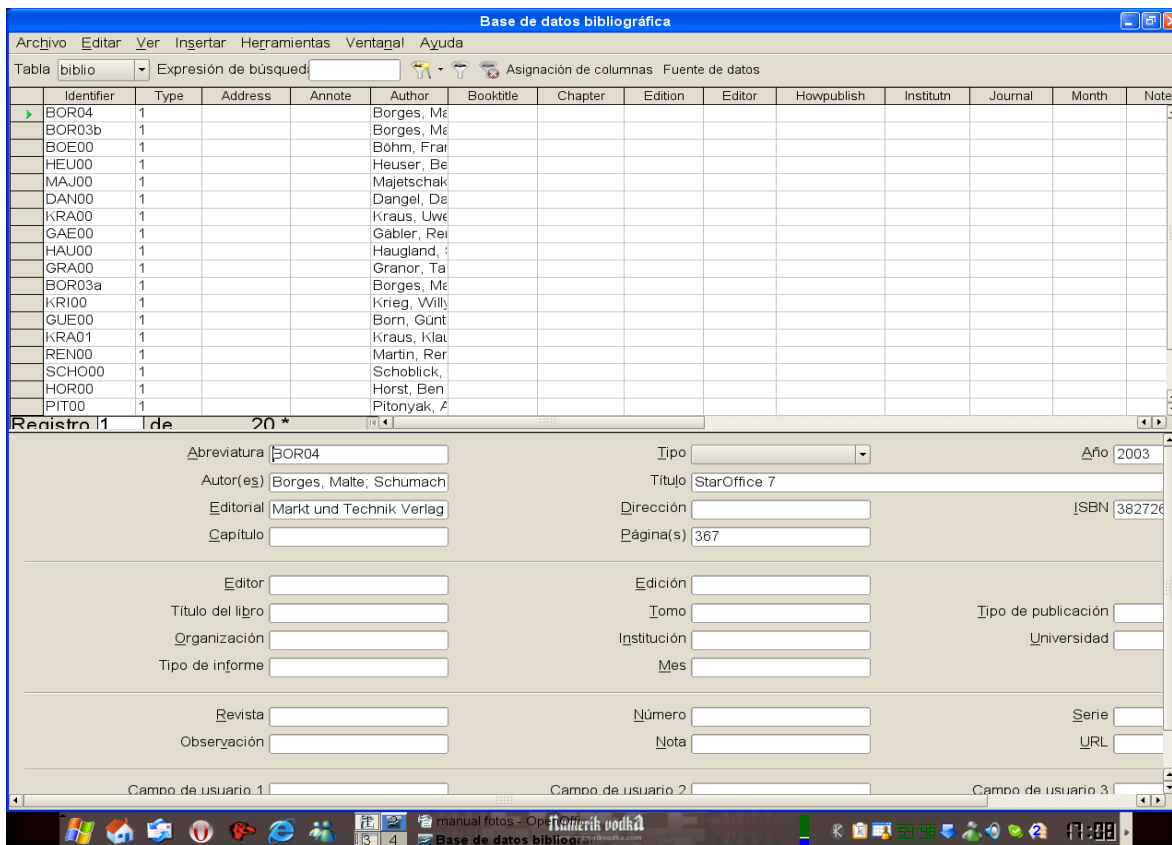 Base de datos bibliográfica
Archivo Editar Ver Insertar Herramientas Ventana! Ayuda
Tabla biblio Expresión de búsqued Asignación de columnas Fuente de datos
Identifier Type Address Annote Author Booktitle Chapter Edition Editor Howpublish Institutn Journal Month Note
BOR04 1 Borges, Ma
BOR03b 1 Borges, Ma
BOE00 1 Böhm, Fran
HEU00 1 Heuser, Be
MAJ00 1 Majetschak
DAN00 1 Dangel, Da
KRA00 1 Kraus, Uwe
GAE00 1 Gäbler, Rei
HAU00 1 Haugland,
GRA00 1 Granor, Ta
BOR03a 1 Borges, Ma
KRI00 1 Krieg, Willy
GUE00 1 Born, Günt
KRA01 1 Kraus, Klau
REN00 1 Martin, Ren
SCHO00 1 Schoblick,
HOR00 1 Horst, Ben
PIT00 1 Pitonyak, A
Registro 1 de 20 *
Abreviatura BOR04 Tipo Año 2003
Autor(es) Borges, Malte; Schumach Título StarOffice 7
Editorial Markt und Technik Verlag Dirección ISBN 382726
Capítulo Página(s) 367
Editor Edición
Título del libro Tomo Tipo de publicación
Organización Institución Universidad
Tipo de informe Mes
Revista Número Serie
Observación Nota URL
Campo de usuario 1 Campo de usuario 2 Campo de usuario 3
2 manual fotos - OpenOffi numerik vodka
3 4 Base de datos bibliogr
17:08